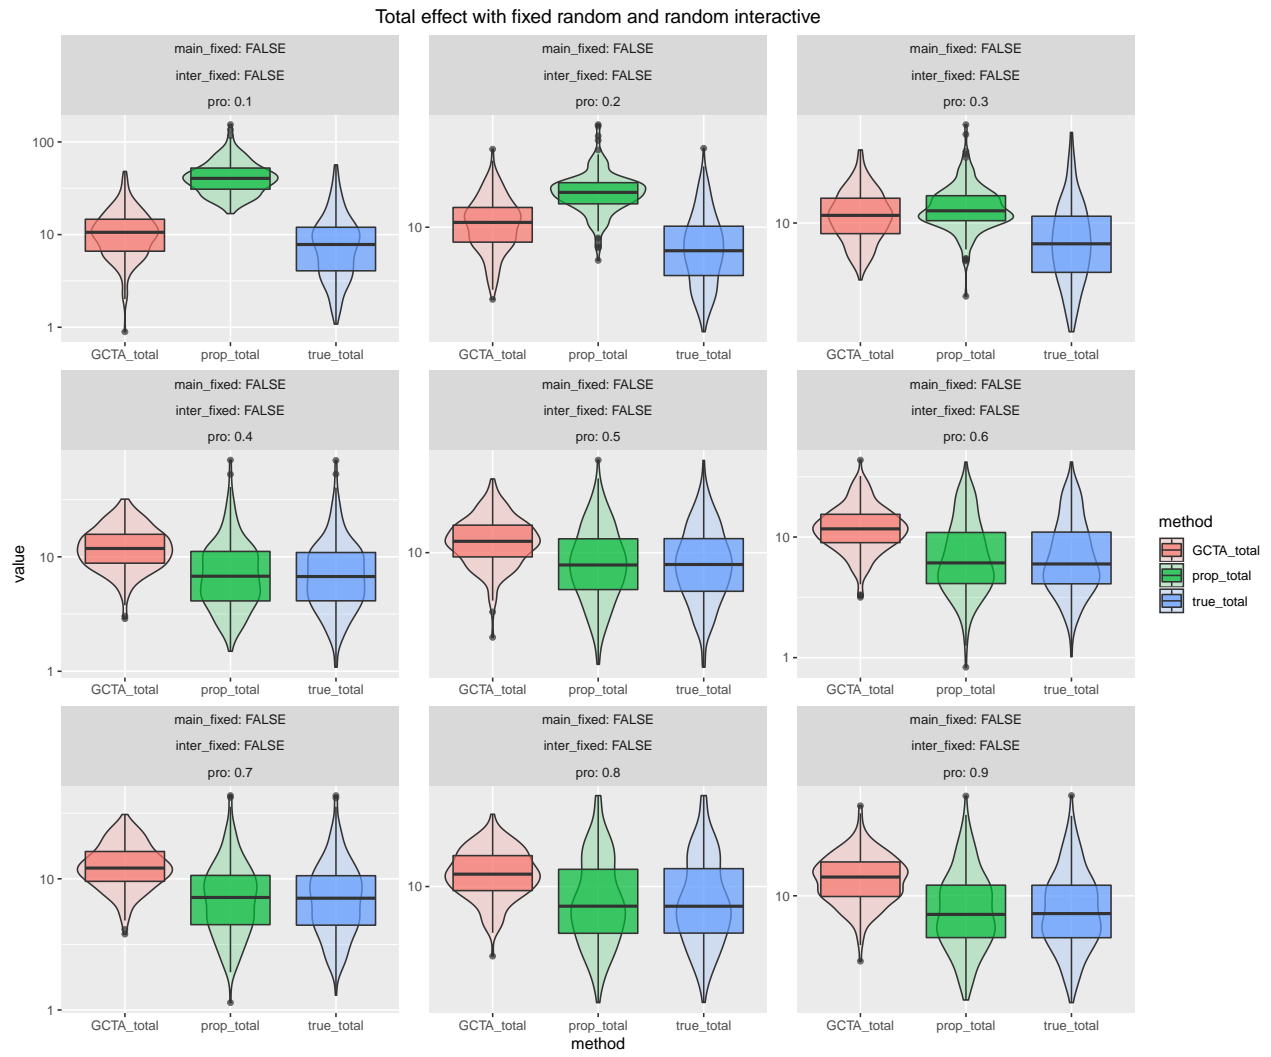 Total effect with fixed random and random interactive
main_fixed: FALSE
inter_fixed: FALSE
pro: 0.1
main_fixed: FALSE
inter_fixed: FALSE
pro: 0.2
main_fixed: FALSE
inter_fixed: FALSE
pro: 0.3
100
10
1
10
10
GCTA_total prop_total true_total
GCTA_total prop_total true_total
GCTA_total prop_total true_total
main_fixed: FALSE
inter_fixed: FALSE
pro: 0.4
main_fixed: FALSE
inter_fixed: FALSE
pro: 0.5
main_fixed: FALSE
inter_fixed: FALSE
pro: 0.6
value
10
1
10
10
1
GCTA_total prop_total true_total
GCTA_total prop_total true_total
GCTA_total prop_total true_total
method
GCTA_total
prop_total
true_total
main_fixed: FALSE
inter_fixed: FALSE
pro: 0.7
main_fixed: FALSE
inter_fixed: FALSE
pro: 0.8
main_fixed: FALSE
inter_fixed: FALSE
pro: 0.9
10
1
10
10
GCTA_total prop_total true_total
GCTA_total prop_total true_total
GCTA_total prop_total true_total
method